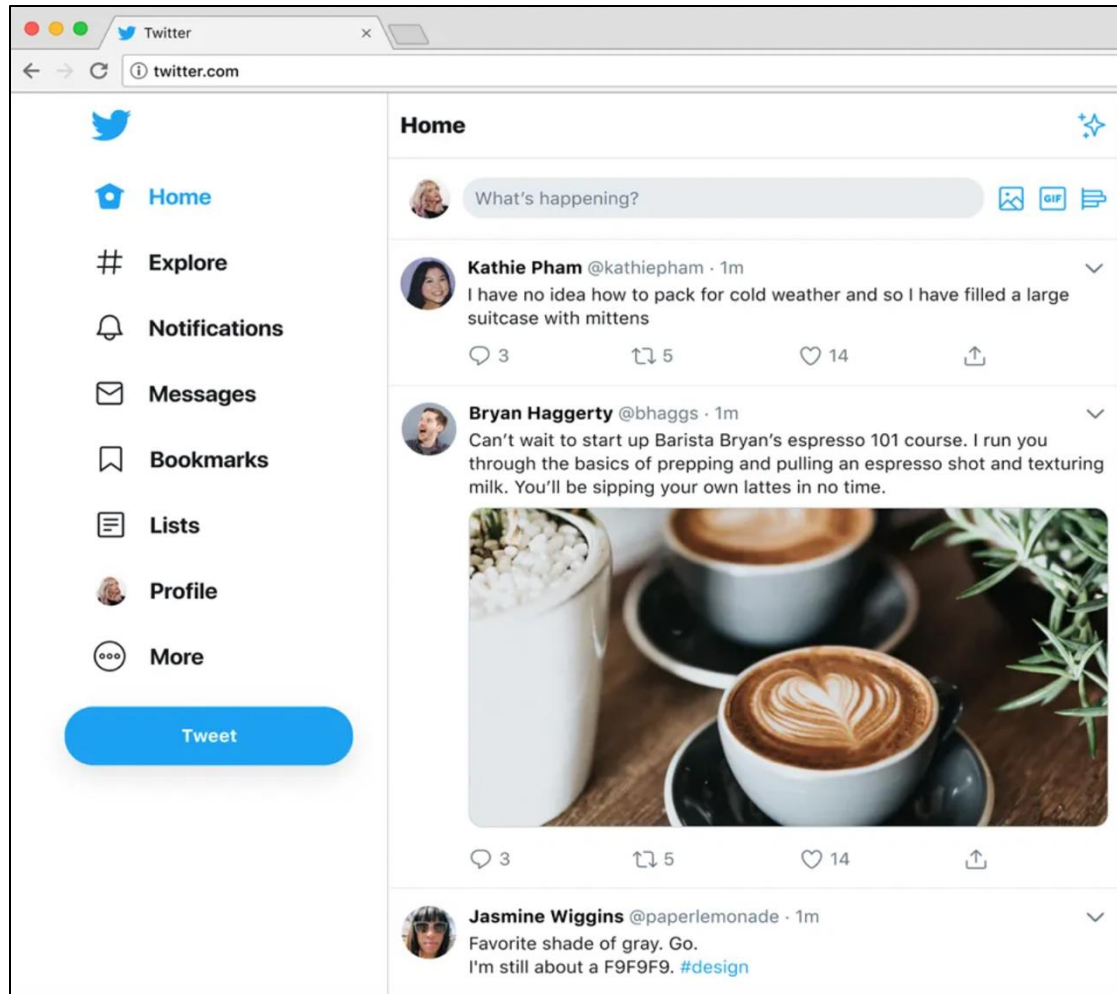 Twitter
twitter.com
Home
Explore
Notifications
Messages
Bookmarks
Lists
Profile
More
Tweet
Home
What's happening?
GIF
Kathie Pham @kathiepham · 1m
I have no idea how to pack for cold weather and so I have filled a large
suitcase with mittens
3 5 14
Bryan Haggerty @bhaggs · 1m
Can't wait to start up Barista Bryan's espresso 101 course. I run you
through the basics of prepping and pulling an espresso shot and texturing
milk. You'll be sipping your own lattes in no time.
3 5 14
Jasmine Wiggins @paperlemonade · 1m
Favorite shade of gray. Go.
I'm still about a F9F9F9. #design